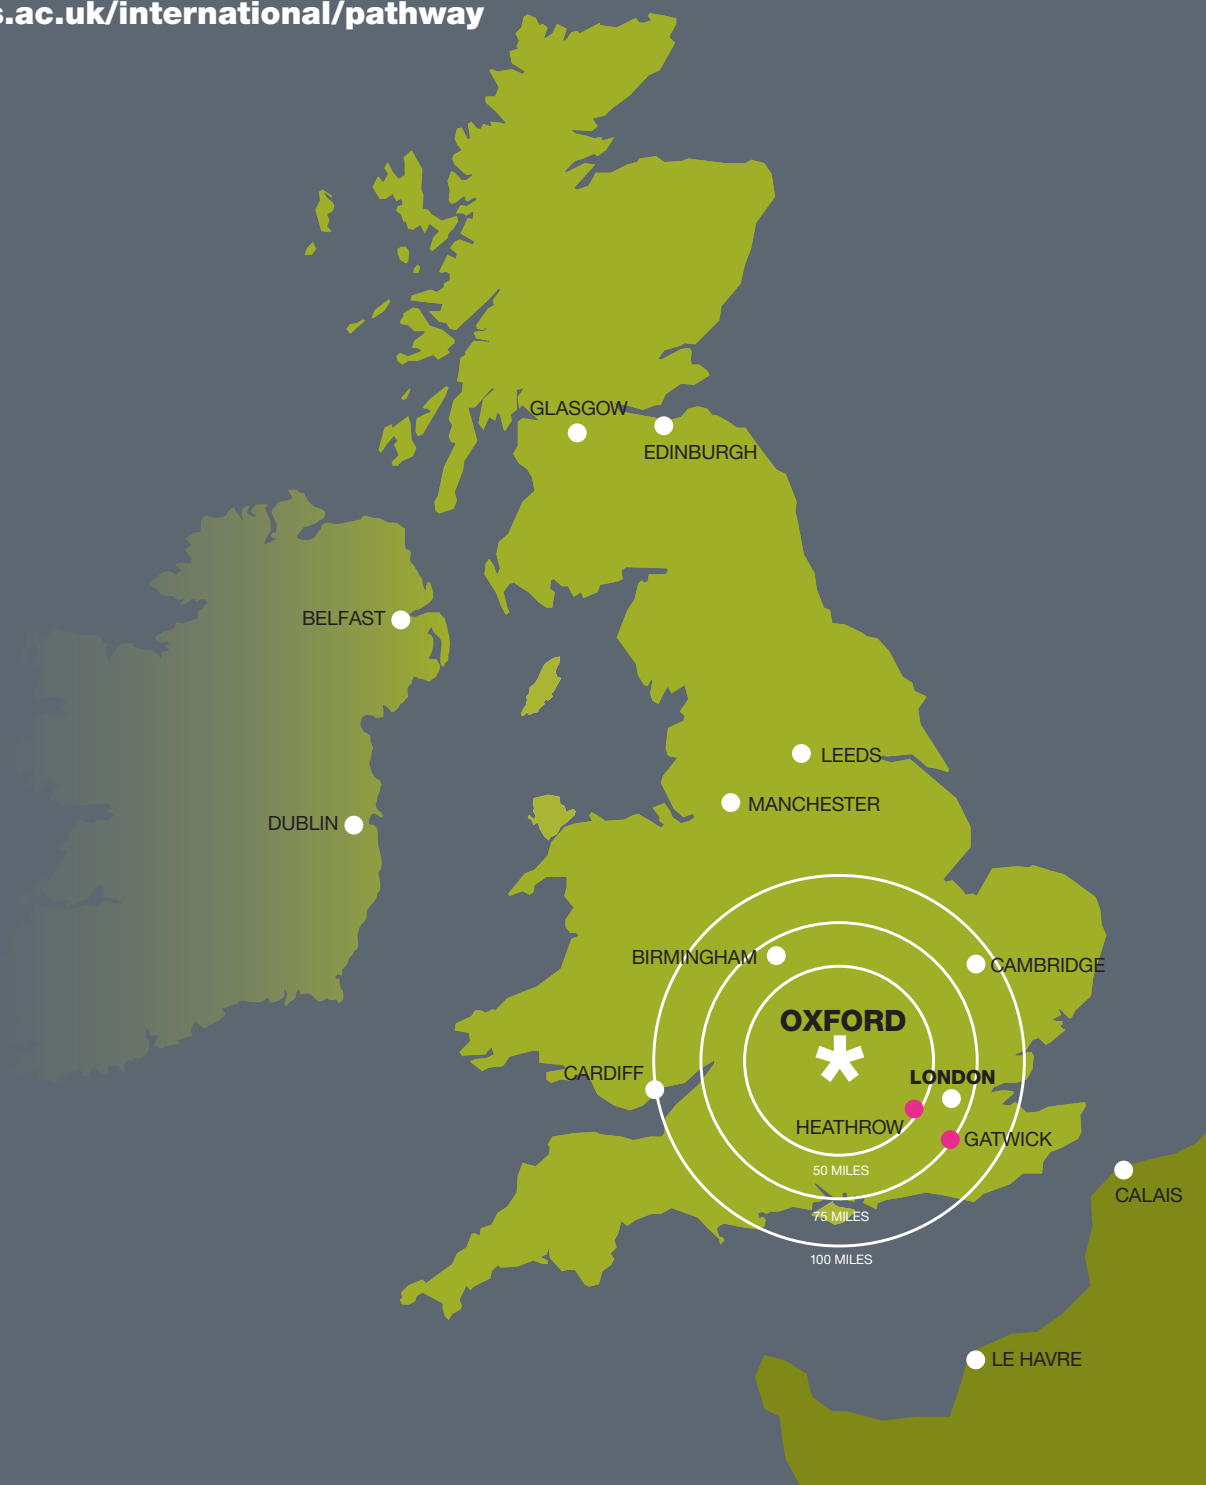 s.ac.uk/international/pathway
GLASGOW
EDINBURGH
BELFAST
LEEDS
MANCHESTER
DUBLIN
BIRMINGHAM
CAMBRIDGE
OXFORD
CARDIFF
LONDON
HEATHROW
GATWICK
50 MILES
CALAIS
75 MILES
100 MILES
LE HAVRE